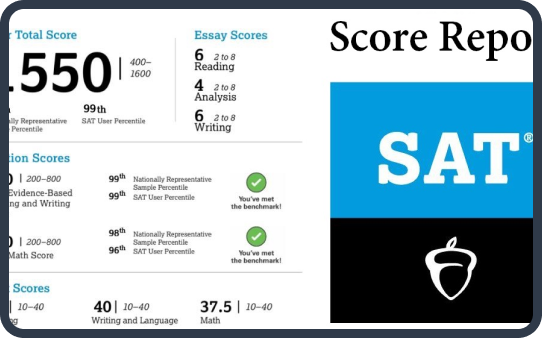 Total Score
550 | 400–
1600
99th
Representative SAT User Percentile
Percentile
Essay Scores
6 2 to 8
Reading
4 2 to 8
Analysis
6 2 to 8
Writing
Scores
| 200–800
Evidence-Based
and Writing
99th Nationally Representative
Sample Percentile
99th SAT User Percentile
You've met
the benchmark!
| 200–800
Math Score
98th Nationally Representative
Sample Percentile
96th SAT User Percentile
You've met
the benchmark!
Scores
| 10–40
40 | 10–40
Writing and Language
37.5 | 10–40
Math
Score Repo
SAT®